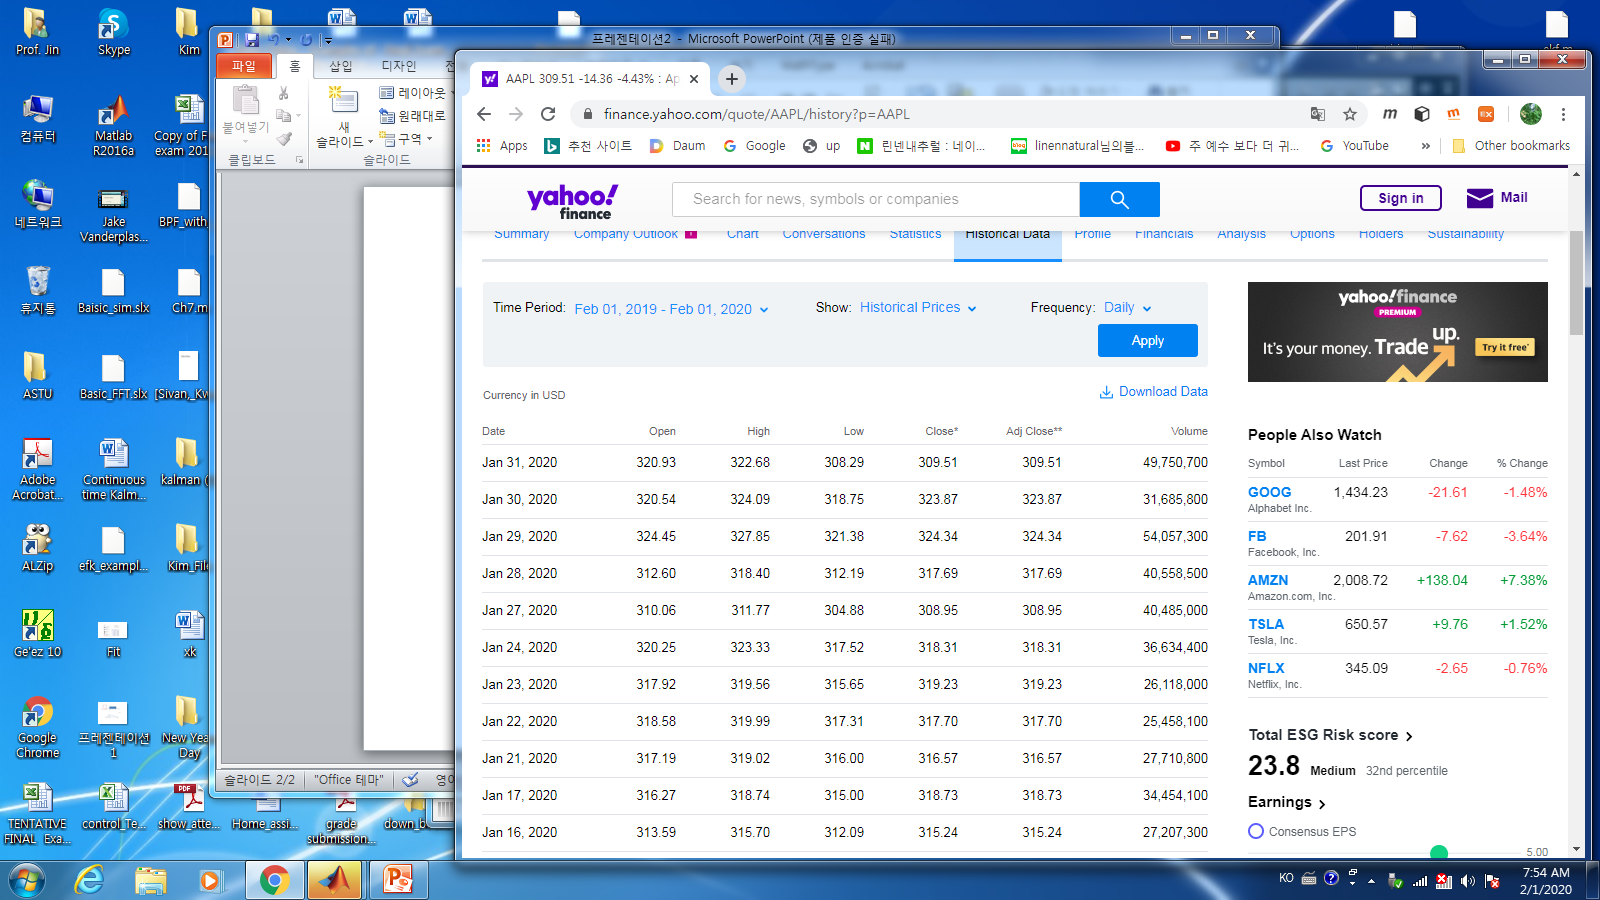 Prof. Jin
Skype
Kim
컴퓨터
Matlab
R2016a
Copy of F
exam 201
네트워크
Jake
Vanderplas...
BPF_with
휴지통
Baisic_sim.slx
Ch7.m
ASTU
Basic_FFT.slx
[Sivan,_Kw
Adobe
Acrobat...
Continuous
time Kalm...
kalman (
ALZip
efk_exampl...
Kim_File
Ge'ez 10
Fit
xk
Google
Chrome
프레젠테이션
1
New Yea
Day
TENTATIVE
FINAL Exa...
control_Te...
show_atte...
Home_assi...
grade
submission...
down_b
프레젠테이션2 - Microsoft PowerPoint (제품 인증 실패)
파일
홈
삽입
디자인
전
붙여넣기
클립보드
새
슬라이드
레이아웃
원래대로
구역
슬라이드
슬라이드 2/2
"Office 테마"
영어
AAPL 309.51 -14.36 -4.43% : Ap
finance.yahoo.com/quote/AAPL/history?p=AAPL
Apps
추천 사이트
Daum
Google
up
린넨내추럴 : 네이...
linennatural님의블...
주 예수 보다 더 귀...
YouTube
»
Other bookmarks
yahoo!
finance
Search for news, symbols or companies
Sign in
Mail
Summary Company Outlook Chart Conversations Statistics Historical Data Profile Financials Analysis Options Holders Sustainability
Time Period: Feb 01, 2019 - Feb 01, 2020 Show: Historical Prices Frequency: Daily
Apply
Currency in USD
Download Data
Date Open High Low Close* Adj Close** Volume
Jan 31, 2020 320.93 322.68 308.29 309.51 309.51 49,750,700
Jan 30, 2020 320.54 324.09 318.75 323.87 323.87 31,685,800
Jan 29, 2020 324.45 327.85 321.38 324.34 324.34 54,057,300
Jan 28, 2020 312.60 318.40 312.19 317.69 317.69 40,558,500
Jan 27, 2020 310.06 311.77 304.88 308.95 308.95 40,485,000
Jan 24, 2020 320.25 323.33 317.52 318.31 318.31 36,634,400
Jan 23, 2020 317.92 319.56 315.65 319.23 319.23 26,118,000
Jan 22, 2020 318.58 319.99 317.31 317.70 317.70 25,458,100
Jan 21, 2020 317.19 319.02 316.00 316.57 316.57 27,710,800
Jan 17, 2020 316.27 318.74 315.00 318.73 318.73 34,454,100
Jan 16, 2020 313.59 315.70 312.09 315.24 315.24 27,207,300
yahoo!finance
PREMIUM
It's your money. Trade up.
Try it free*
People Also Watch
Symbol Last Price Change % Change
GOOG 1,434.23 -21.61 -1.48%
Alphabet Inc.
FB 201.91 -7.62 -3.64%
Facebook, Inc.
AMZN 2,008.72 +138.04 +7.38%
Amazon.com, Inc.
TSLA 650.57 +9.76 +1.52%
Tesla, Inc.
NFLX 345.09 -2.65 -0.76%
Netflix, Inc.
Total ESG Risk score
23.8 Medium 32nd percentile
Earnings
Consensus EPS
5.00
KO
7:54 AM
2/1/2020